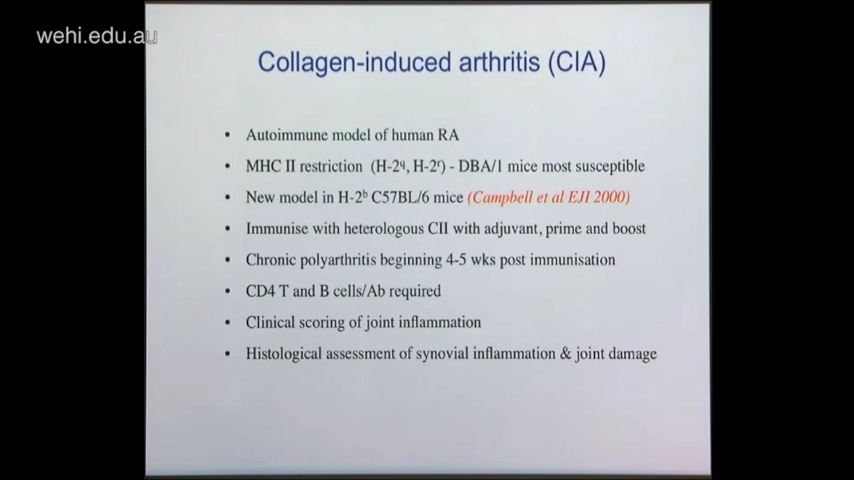 wehi.edu.au
Collagen-induced arthritis (CIA)
• Autoimmune model of human RA
• MHC II restriction (H-2q, H-2r) - DBA/1 mice most susceptible
• New model in H-2b C57BL/6 mice (Campbell et al EJI 2000)
• Immunise with heterologous CII with adjuvant, prime and boost
• Chronic polyarthritis beginning 4-5 wks post immunisation
• CD4 T and B cells/Ab required
• Clinical scoring of joint inflammation
• Histological assessment of synovial inflammation & joint damage